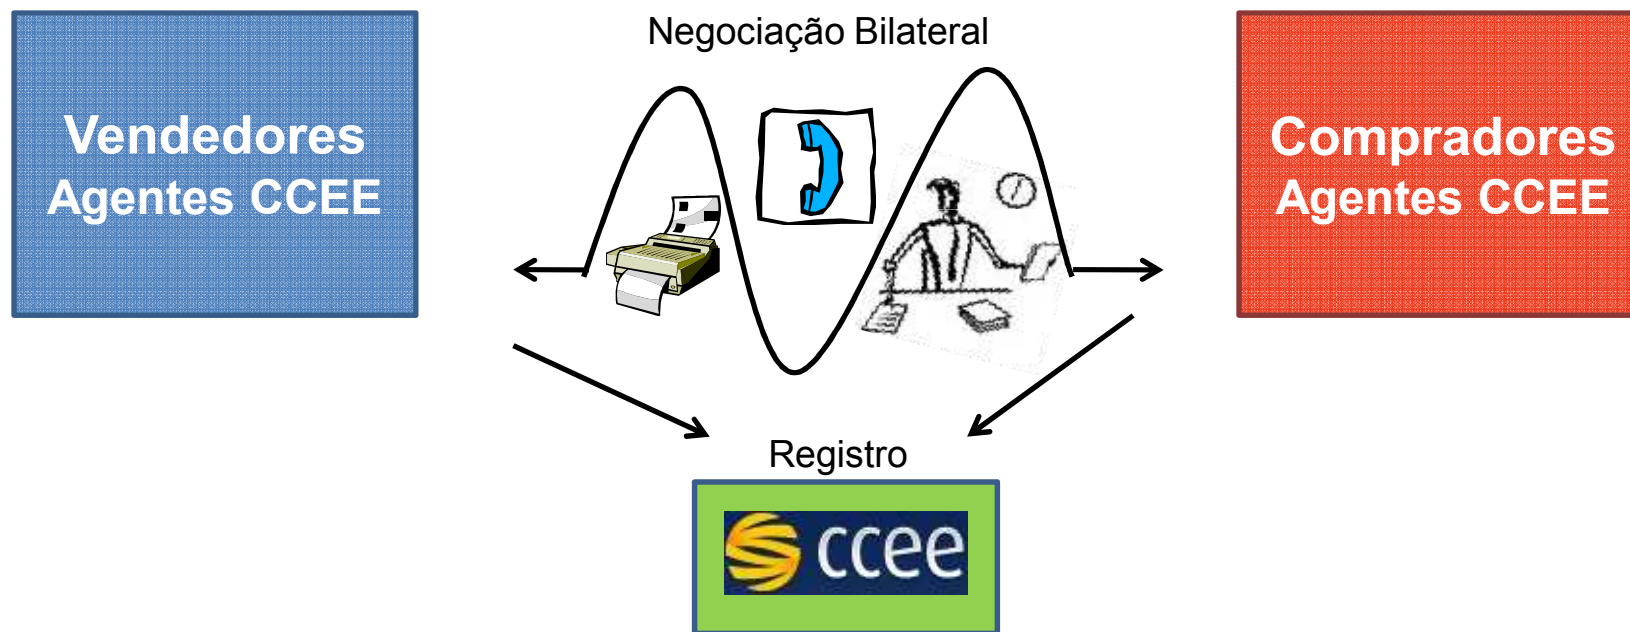 Negociação Bilateral
Vendedores
Agentes CCEE
Compradores
Agentes CCEE
Registro
ccee